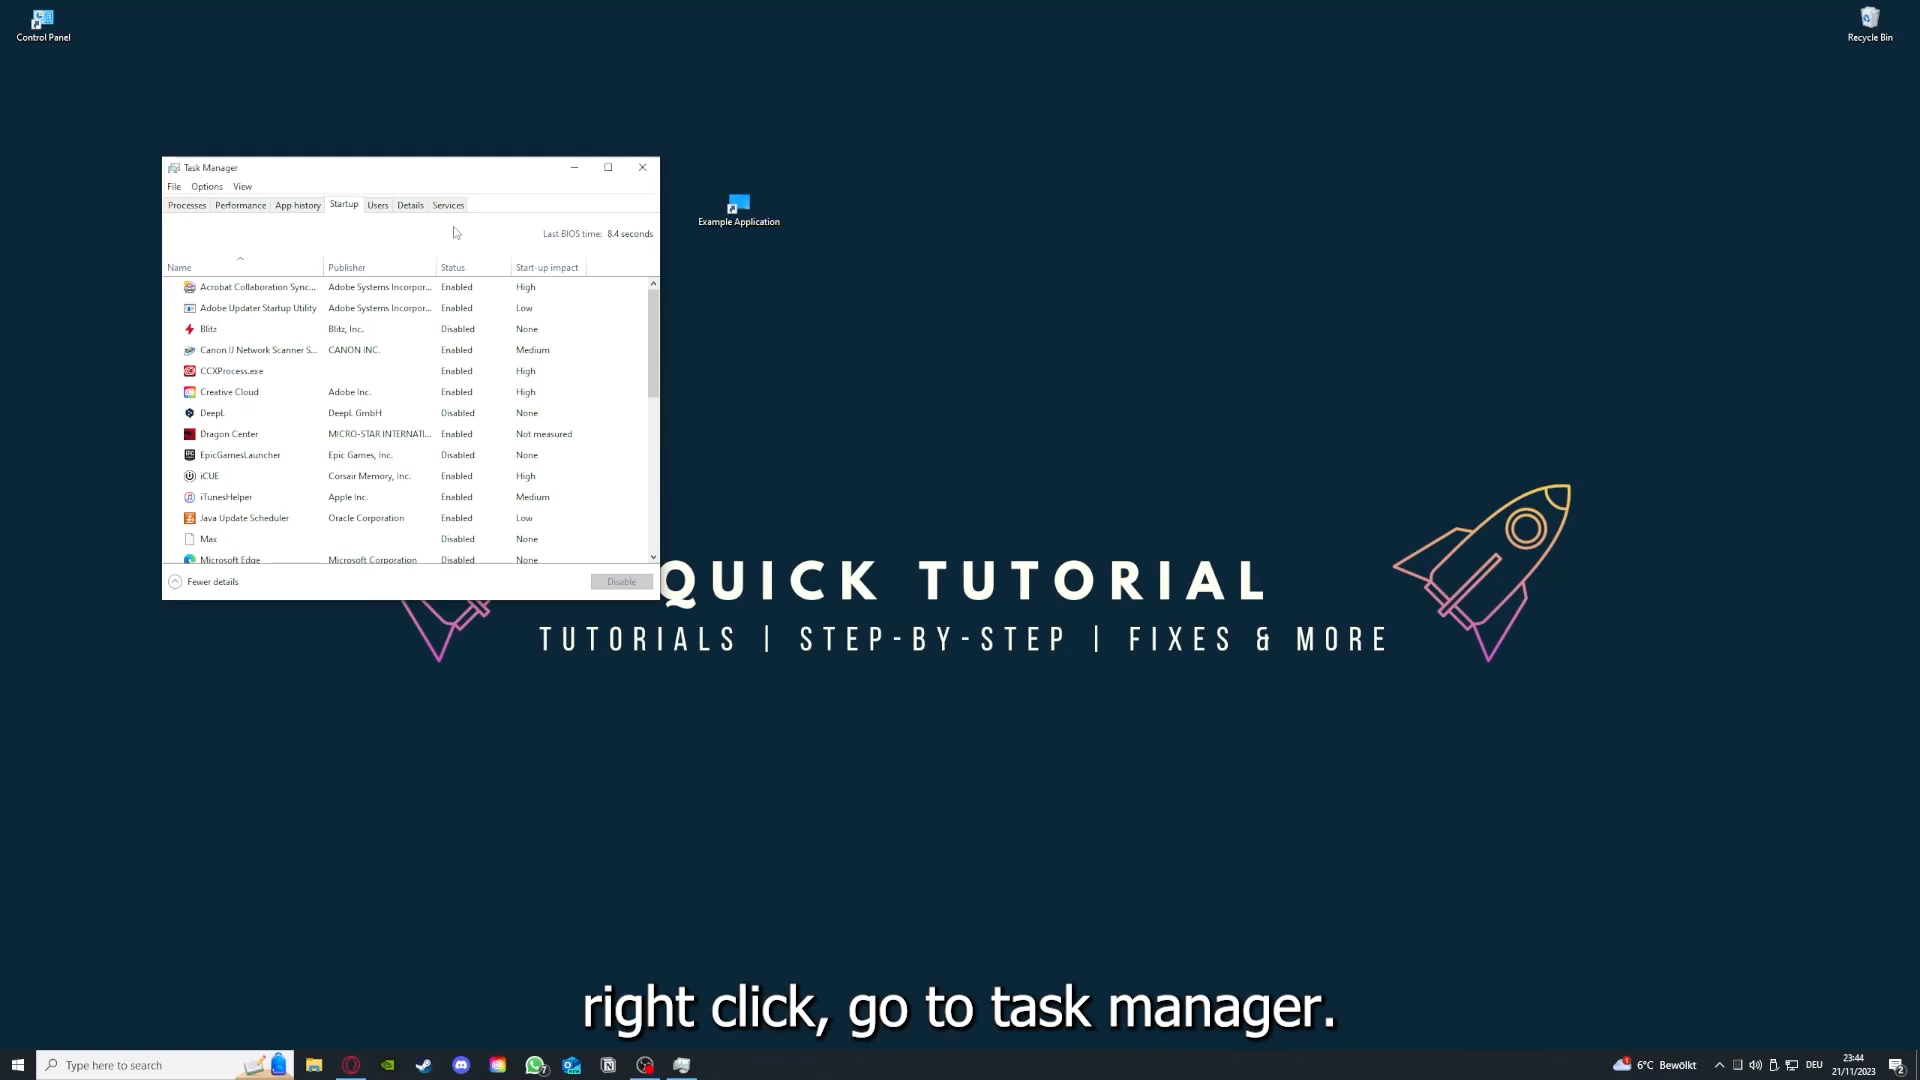 Control Panel
Recycle Bin
Task Manager
File Options View
Processes Performance App history Startup Users Details Services
Example Application
Last BIOS time: 8.4 seconds
Name Publisher Status Start-up impact
Acrobat Collaboration Sync... Adobe Systems Incorpor... Enabled High
Adobe Updater Startup Utility Adobe Systems Incorpor... Enabled Low
Blitz Blitz, Inc. Disabled None
Canon IJ Network Scanner S... CANON INC. Enabled Medium
CCXProcess.exe Enabled High
Creative Cloud Adobe Inc. Enabled High
DeepL DeepL GmbH Disabled None
Dragon Center MICRO-STAR INTERNATI... Enabled Not measured
EpicGamesLauncher Epic Games, Inc. Disabled None
iCUE Corsair Memory, Inc. Enabled High
iTunesHelper Apple Inc. Enabled Medium
Java Update Scheduler Oracle Corporation Enabled Low
Max Disabled None
Microsoft Edge Microsoft Corporation Disabled None
Fewer details Disable
QUICK TUTORIAL
TUTORIALS | STEP-BY-STEP | FIXES & MORE
right click, go to task manager.
Type here to search
7
1
6°C Bewölkt
DEU
23:44
21/11/2023
2